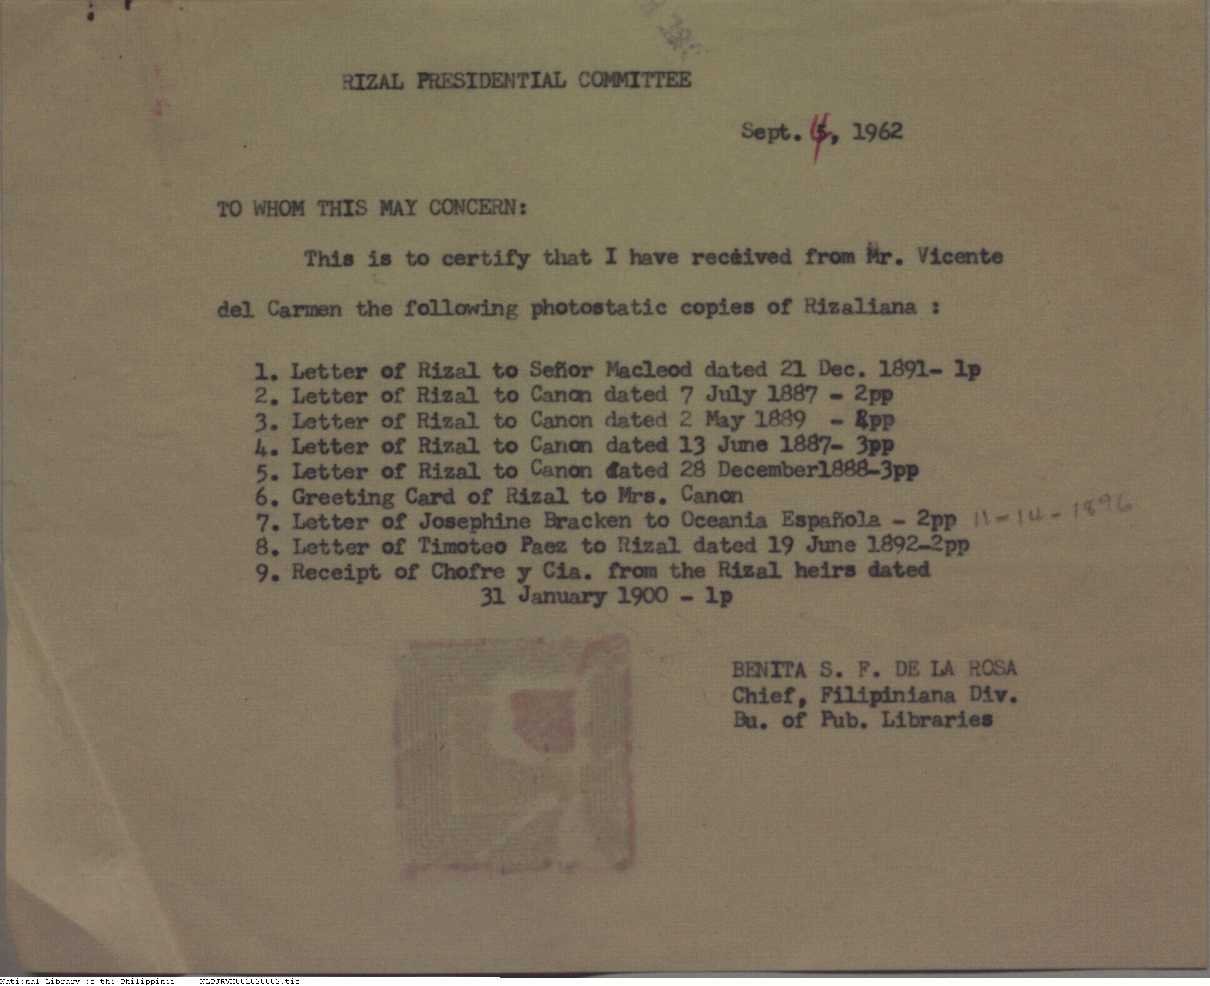 RIZAL PRESIDENTIAL COMMITTEE
Sept. 4, 1962
TO WHOM THIS MAY CONCERN:
This is to certify that I have received from Mr. Vicente
del Carmen the following photostatic copies of Rizaliana :
1. Letter of Rizal to Señor Macleod dated 21 Dec. 1891- 1p
2. Letter of Rizal to Canon dated 7 July 1887 - 2pp
3. Letter of Rizal to Canon dated 2 May 1889 -
4. Letter of Rizal to Canon dated 13 June 1887- 3pp
5. Letter of Rizal to Canon dated 28 December1888-3pp
6. Greeting Card of Rizal to Mrs. Canon
7. Letter of Josephine Bracken to Oceania Española - 2pp 11-14-1896
8. Letter of Timoteo Paez to Rizal dated 19 June 1892-2pp
9. Receipt of Chofre y Cia. from the Rizal heirs dated
31 January 1900 - 1p
BENITA S. F. DE LA ROSA
Chief, Filipiniana Div.
Bu. of Pub. Libraries
National Library of the Philippines